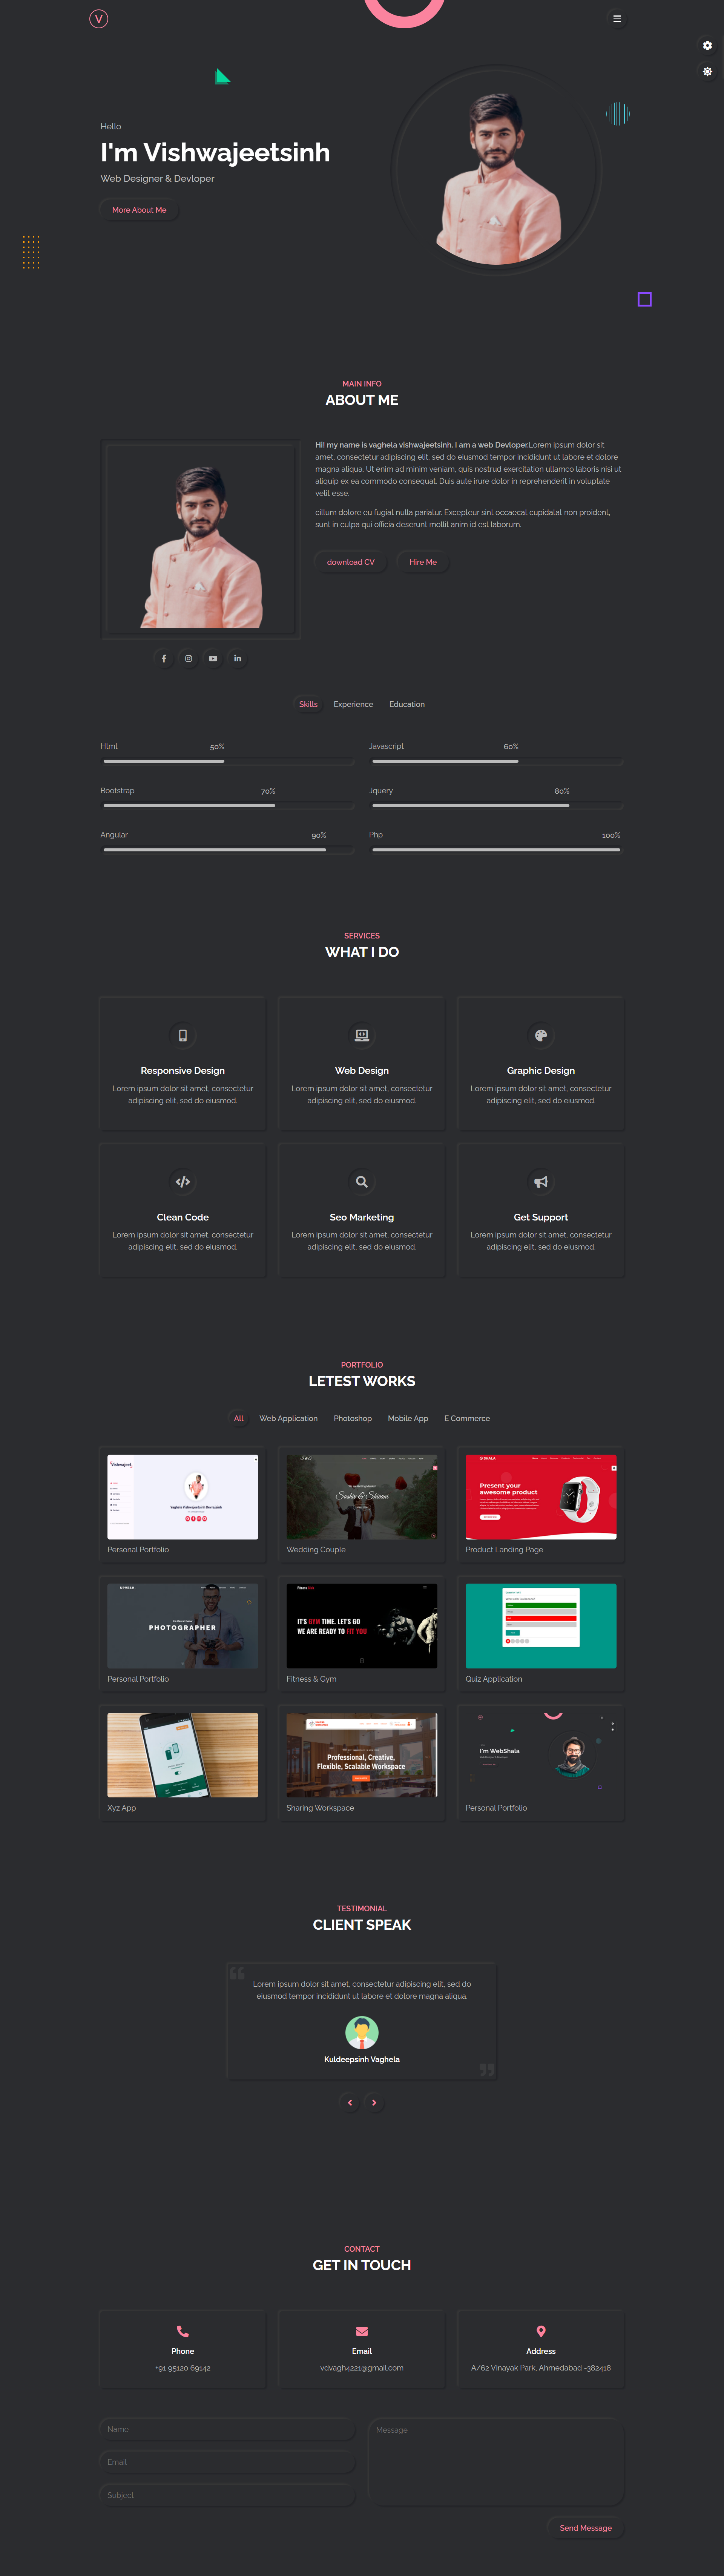 V
Hello
I'm Vishwajeetsinh
Web Designer & Devloper
More About Me
MAIN INFO
ABOUT ME
Hi! my name is vaghela vishwajeetsinh. I am a web Devloper.Lorem ipsum dolor sit
amet, consectetur adipiscing elit, sed do eiusmod tempor incididunt ut labore et dolore
magna aliqua. Ut enim ad minim veniam, quis nostrud exercitation ullamco laboris nisi ut
aliquip ex ea commodo consequat. Duis aute irure dolor in reprehenderit in voluptate
velit esse.
cillum dolore eu fugiat nulla pariatur. Excepteur sint occaecat cupidatat non proident,
sunt in culpa qui officia deserunt mollit anim id est laborum.
download CV
Hire Me
Skills Experience Education
Html 50% Javascript 60%
Bootstrap 70% Jquery 80%
Angular 90% Php 100%
SERVICES
WHAT I DO
Responsive Design
Lorem ipsum dolor sit amet, consectetur
adipiscing elit, sed do eiusmod.
Web Design
Lorem ipsum dolor sit amet, consectetur
adipiscing elit, sed do eiusmod.
Graphic Design
Lorem ipsum dolor sit amet, consectetur
adipiscing elit, sed do eiusmod.
Clean Code
Lorem ipsum dolor sit amet, consectetur
adipiscing elit, sed do eiusmod.
Seo Marketing
Lorem ipsum dolor sit amet, consectetur
adipiscing elit, sed do eiusmod.
Get Support
Lorem ipsum dolor sit amet, consectetur
adipiscing elit, sed do eiusmod.
PORTFOLIO
LETEST WORKS
All Web Application Photoshop Mobile App E Commerce
Personal Portfolio
Wedding Couple
Present your
awesome product
Product Landing Page
PHOTOGRAPHER
Personal Portfolio
IT'S GYM TIME. LET'S GO
WE ARE READY TO FIT YOU
Fitness & Gym
Quiz Application
Xyz App
Professional, Creative,
Flexible, Scalable Workspace
Sharing Workspace
I'm WebShala
Personal Portfolio
TESTIMONIAL
CLIENT SPEAK
Lorem ipsum dolor sit amet, consectetur adipiscing elit, sed do
eiusmod tempor incididunt ut labore et dolore magna aliqua.
Kuldeepsinh Vaghela
CONTACT
GET IN TOUCH
Phone
+91 95120 69142
Email
vdvagh4221@gmail.com
Address
A/62 Vinayak Park, Ahmedabad -382418
Name
Email
Subject
Message
Send Message